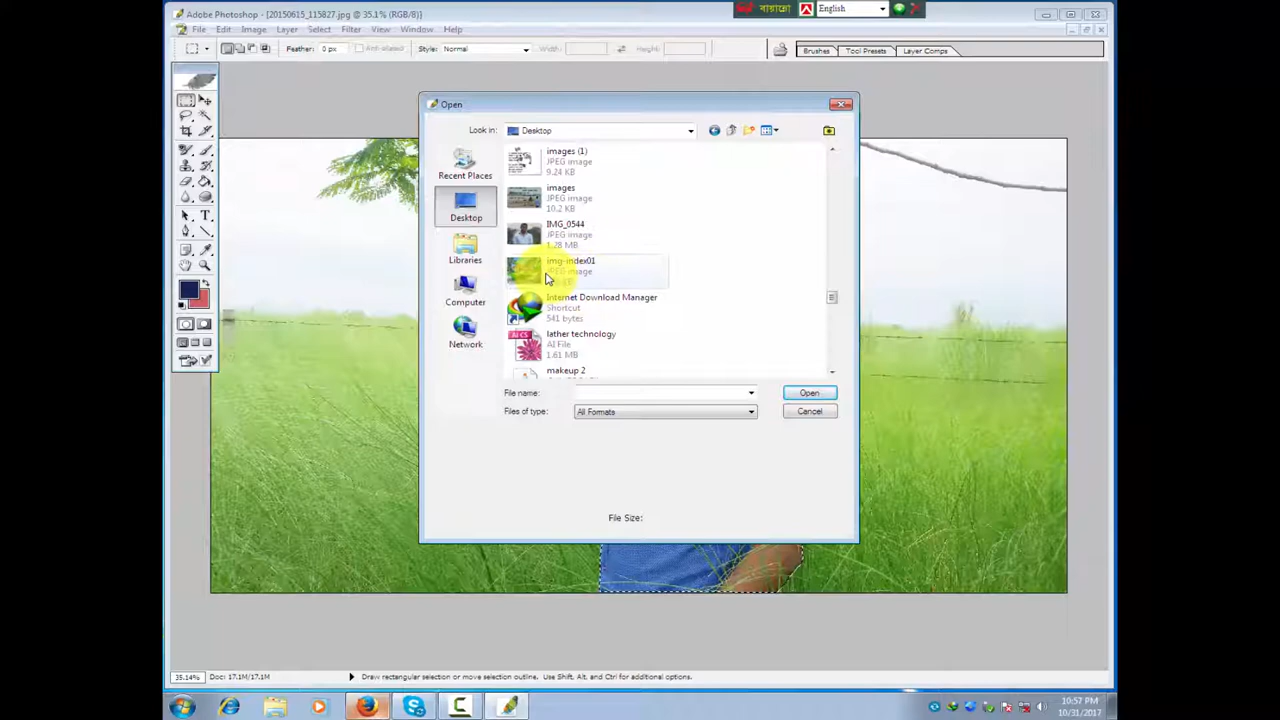 Adobe Photoshop - [20150615_115827.jpg @ 35.1% (RGB/8)]
English
File Edit Image Layer Select Filter View Window Help
Feather: 0 px Anti-aliased Style: Normal Width: Height: Brushes Tool Presets Layer Comps
Open
Look in: Desktop
Recent Places
Desktop
Libraries
Computer
Network
images (1)
JPEG image
9.24 KB
images
JPEG image
10.2 KB
IMG_0544
JPEG image
1.28 MB
img-index01
JPEG image
Internet Download Manager
Shortcut
541 bytes
lather technology
AI File
1.61 MB
makeup 2
File name: Open
Files of type: All Formats Cancel
File Size:
35.14% Doc: 17.1M/17.1M Draw rectangular selection or move selection outline. Use Shift, Alt, and Ctrl for additional options.
10:57 PM
10/31/2017